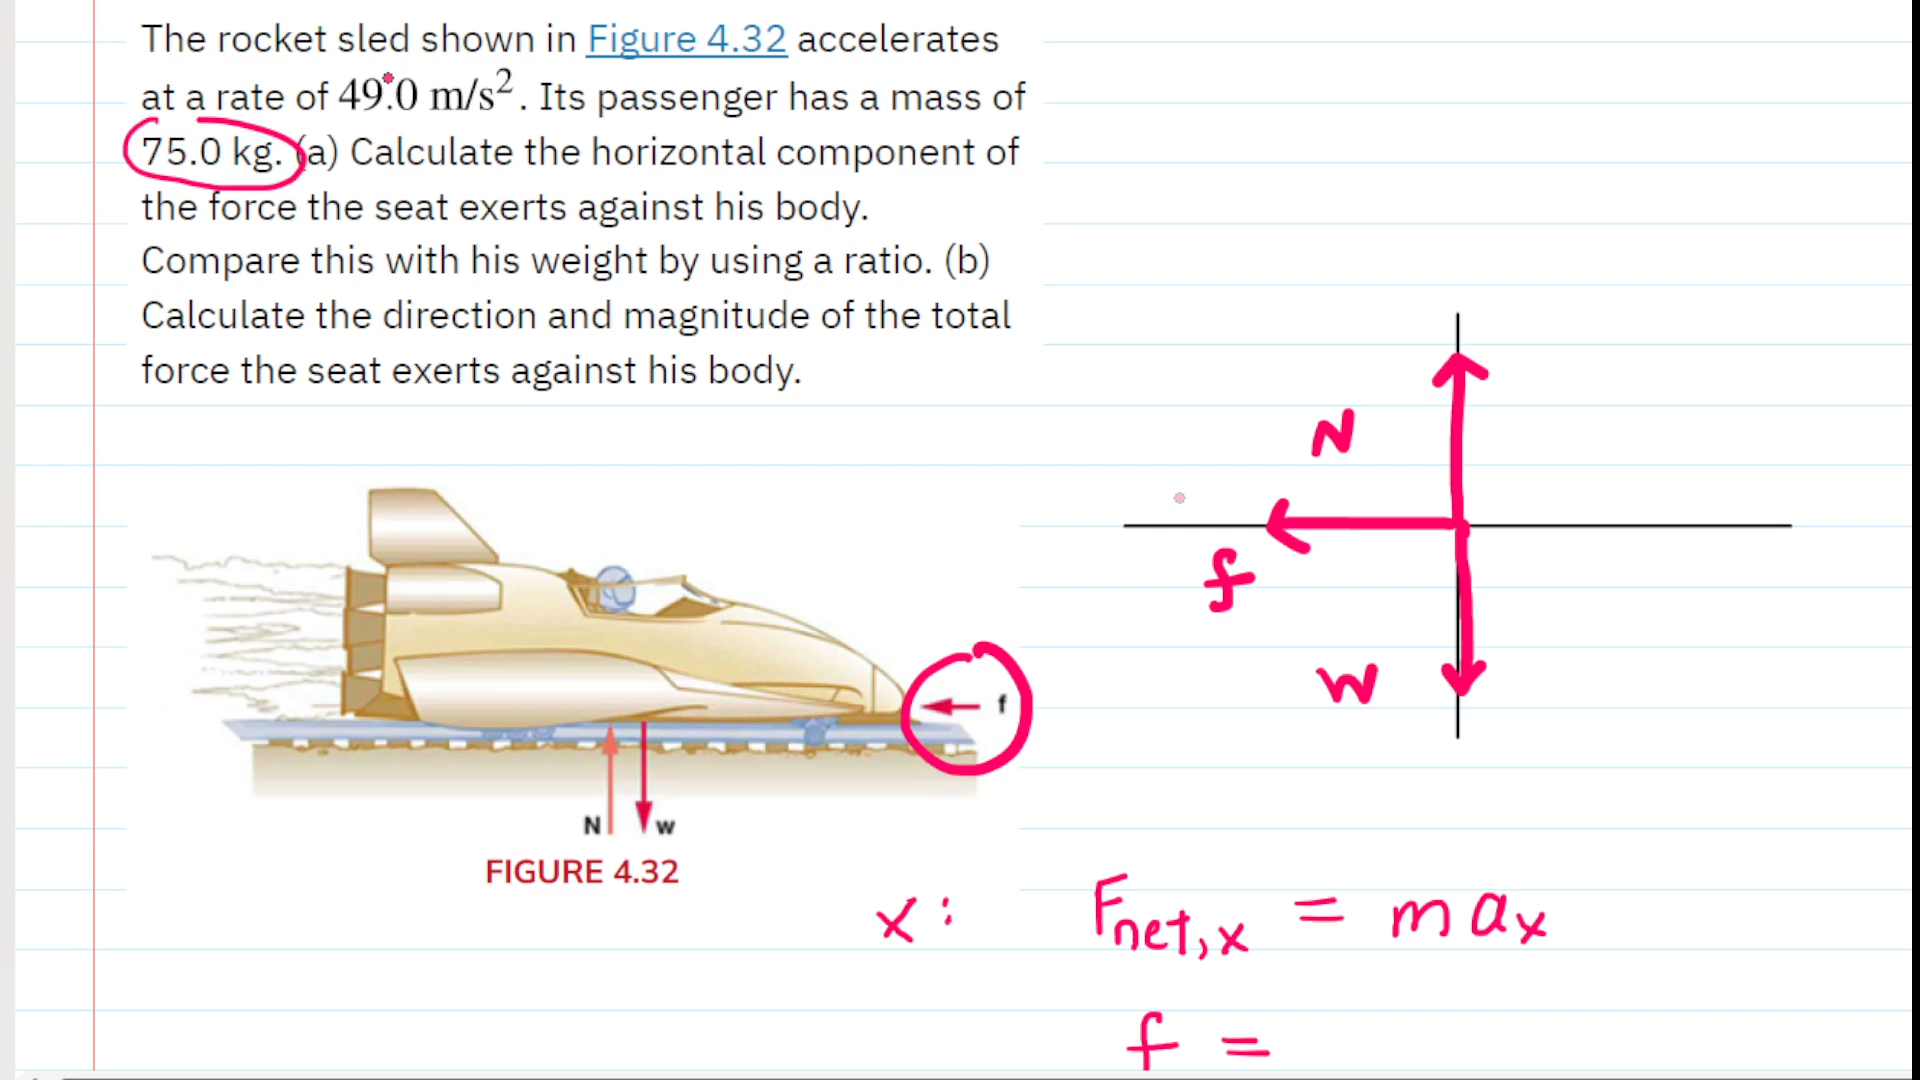 The rocket sled shown in Figure 4.32 accelerates
at a rate of 49.0 m/s². Its passenger has a mass of
75.0 kg. (a) Calculate the horizontal component of
the force the seat exerts against his body.
Compare this with his weight by using a ratio. (b)
Calculate the direction and magnitude of the total
force the seat exerts against his body.
N
f
w
f
N w
FIGURE 4.32
x : Fnet,x = m ax
f =